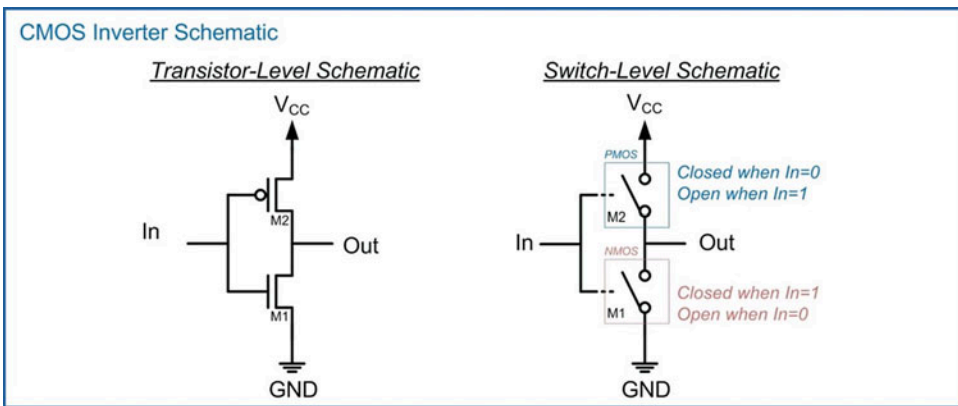 CMOS Inverter Schematic
Transistor-Level Schematic
VCC
In
M2
Out
M1
GND
Switch-Level Schematic
VCC
PMOS
Closed when In=0
Open when In=1
M2
In
Out
NMOS
Closed when In=1
Open when In=0
M1
GND